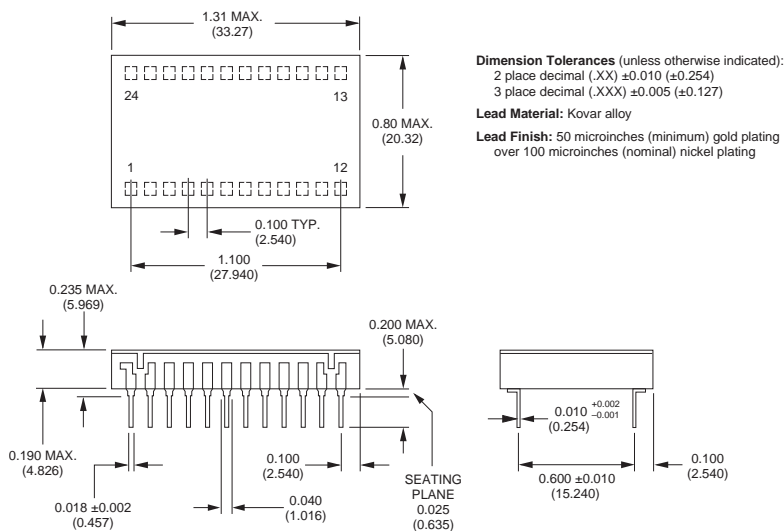 1.31 MAX.
(33.27)
24
13
1
12
0.80 MAX.
(20.32)
0.100 TYP.
(2.540)
1.100
(27.940)
Dimension Tolerances (unless otherwise indicated):
2 place decimal (.XX) ±0.010 (±0.254)
3 place decimal (.XXX) ±0.005 (±0.127)
Lead Material: Kovar alloy
Lead Finish: 50 microinches (minimum) gold plating
over 100 microinches (nominal) nickel plating
0.235 MAX.
(5.969)
0.200 MAX.
(5.080)
0.190 MAX.
(4.826)
0.018 ±0.002
(0.457)
0.040
(1.016)
0.100
(2.540)
SEATING
PLANE
0.025
(0.635)
0.010 +0.002
–0.001
(0.254)
0.600 ±0.010
(15.240)
0.100
(2.540)